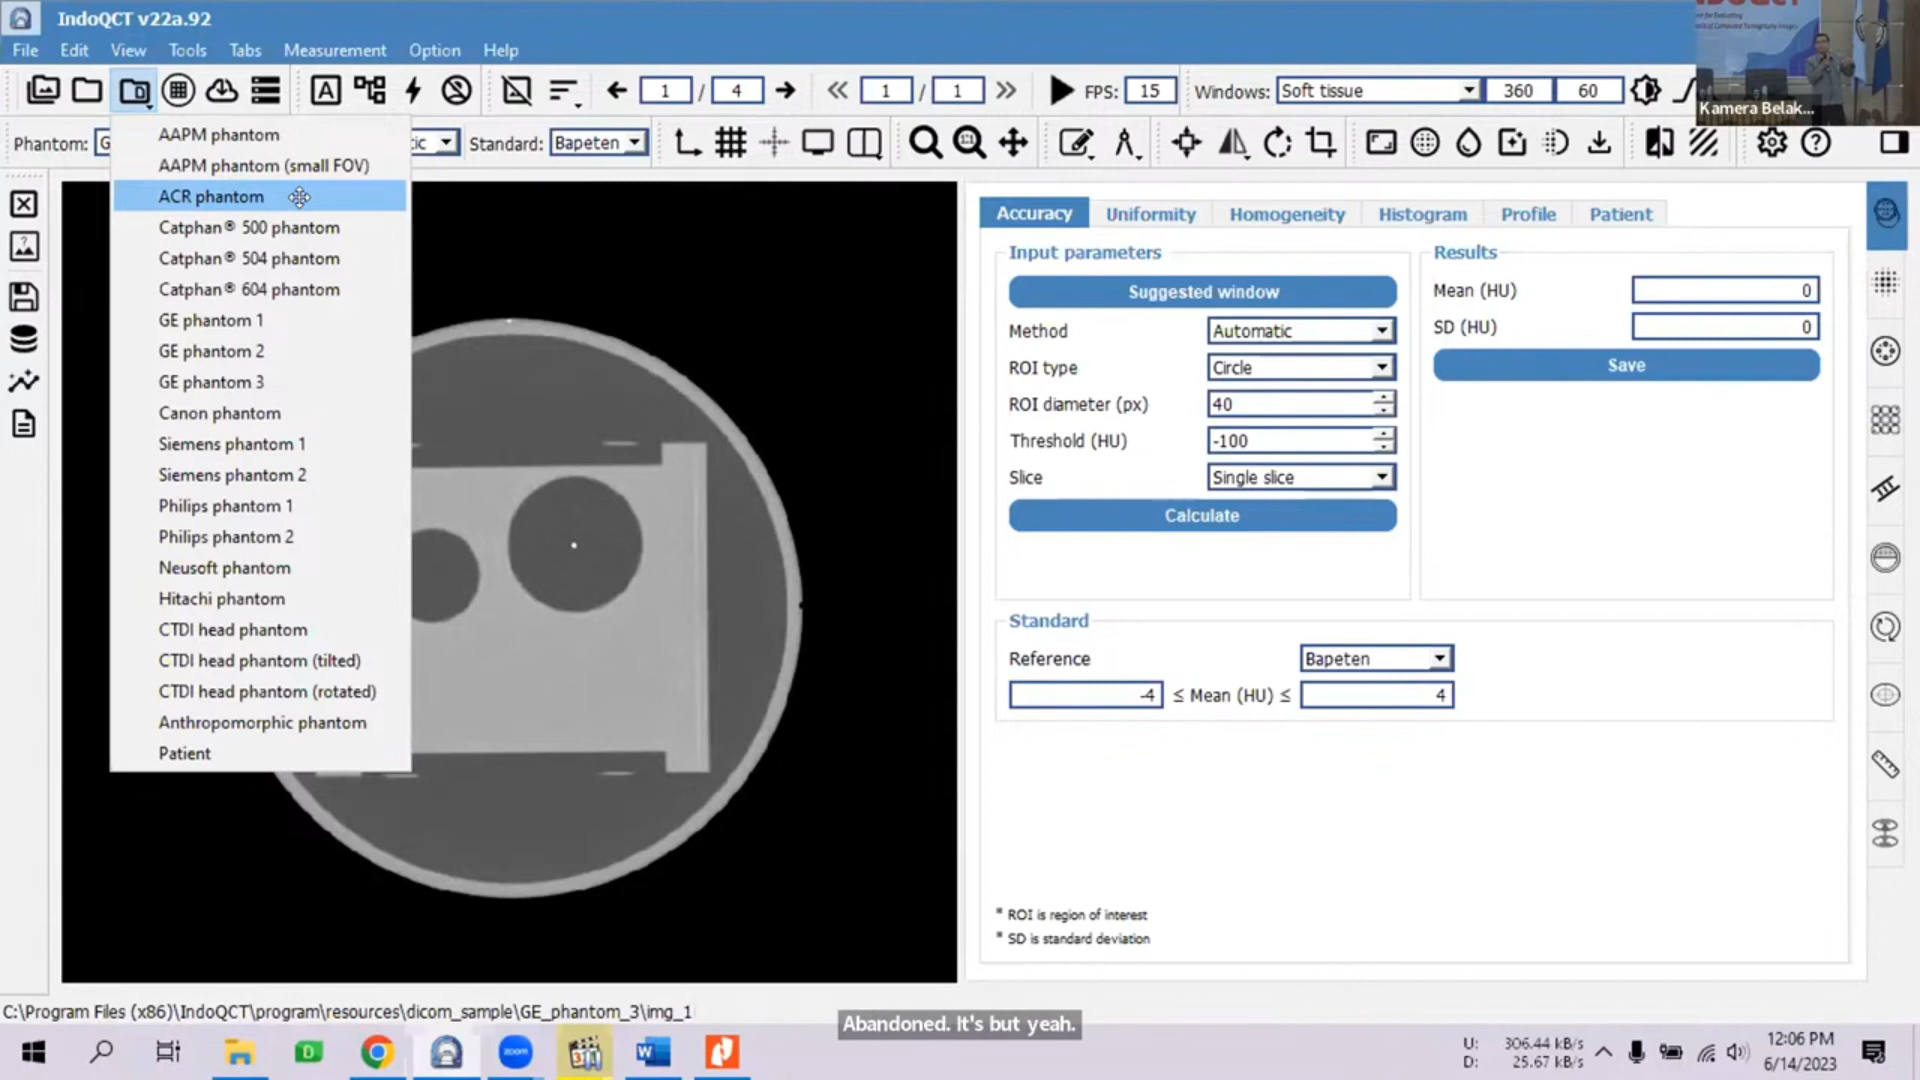 IndoQCT v22a.92
File Edit View Tools Tabs Measurement Option Help
1 / 4 1 / 1 FPS: 15 Windows: Soft tissue 360 60
Kamera Belak...
Phantom: G ic Standard: Bapeten
AAPM phantom
AAPM phantom (small FOV)
ACR phantom
Catphan® 500 phantom
Catphan® 504 phantom
Catphan® 604 phantom
GE phantom 1
GE phantom 2
GE phantom 3
Canon phantom
Siemens phantom 1
Siemens phantom 2
Philips phantom 1
Philips phantom 2
Neusoft phantom
Hitachi phantom
CTDI head phantom
CTDI head phantom (tilted)
CTDI head phantom (rotated)
Anthropomorphic phantom
Patient
Accuracy Uniformity Homogeneity Histogram Profile Patient
Input parameters
Suggested window
Method Automatic
ROI type Circle
ROI diameter (px) 40
Threshold (HU) -100
Slice Single slice
Calculate
Results
Mean (HU) 0
SD (HU) 0
Save
Standard
Reference Bapeten
-4 ≤ Mean (HU) ≤ 4
* ROI is region of interest
* SD is standard deviation
C:\Program Files (x86)\IndoQCT\program\resources\dicom_sample\GE_phantom_3\img_1
Abandoned. It's but yeah.
zoom
U: 306.44 kB/s
D: 25.67 kB/s
12:06 PM
6/14/2023